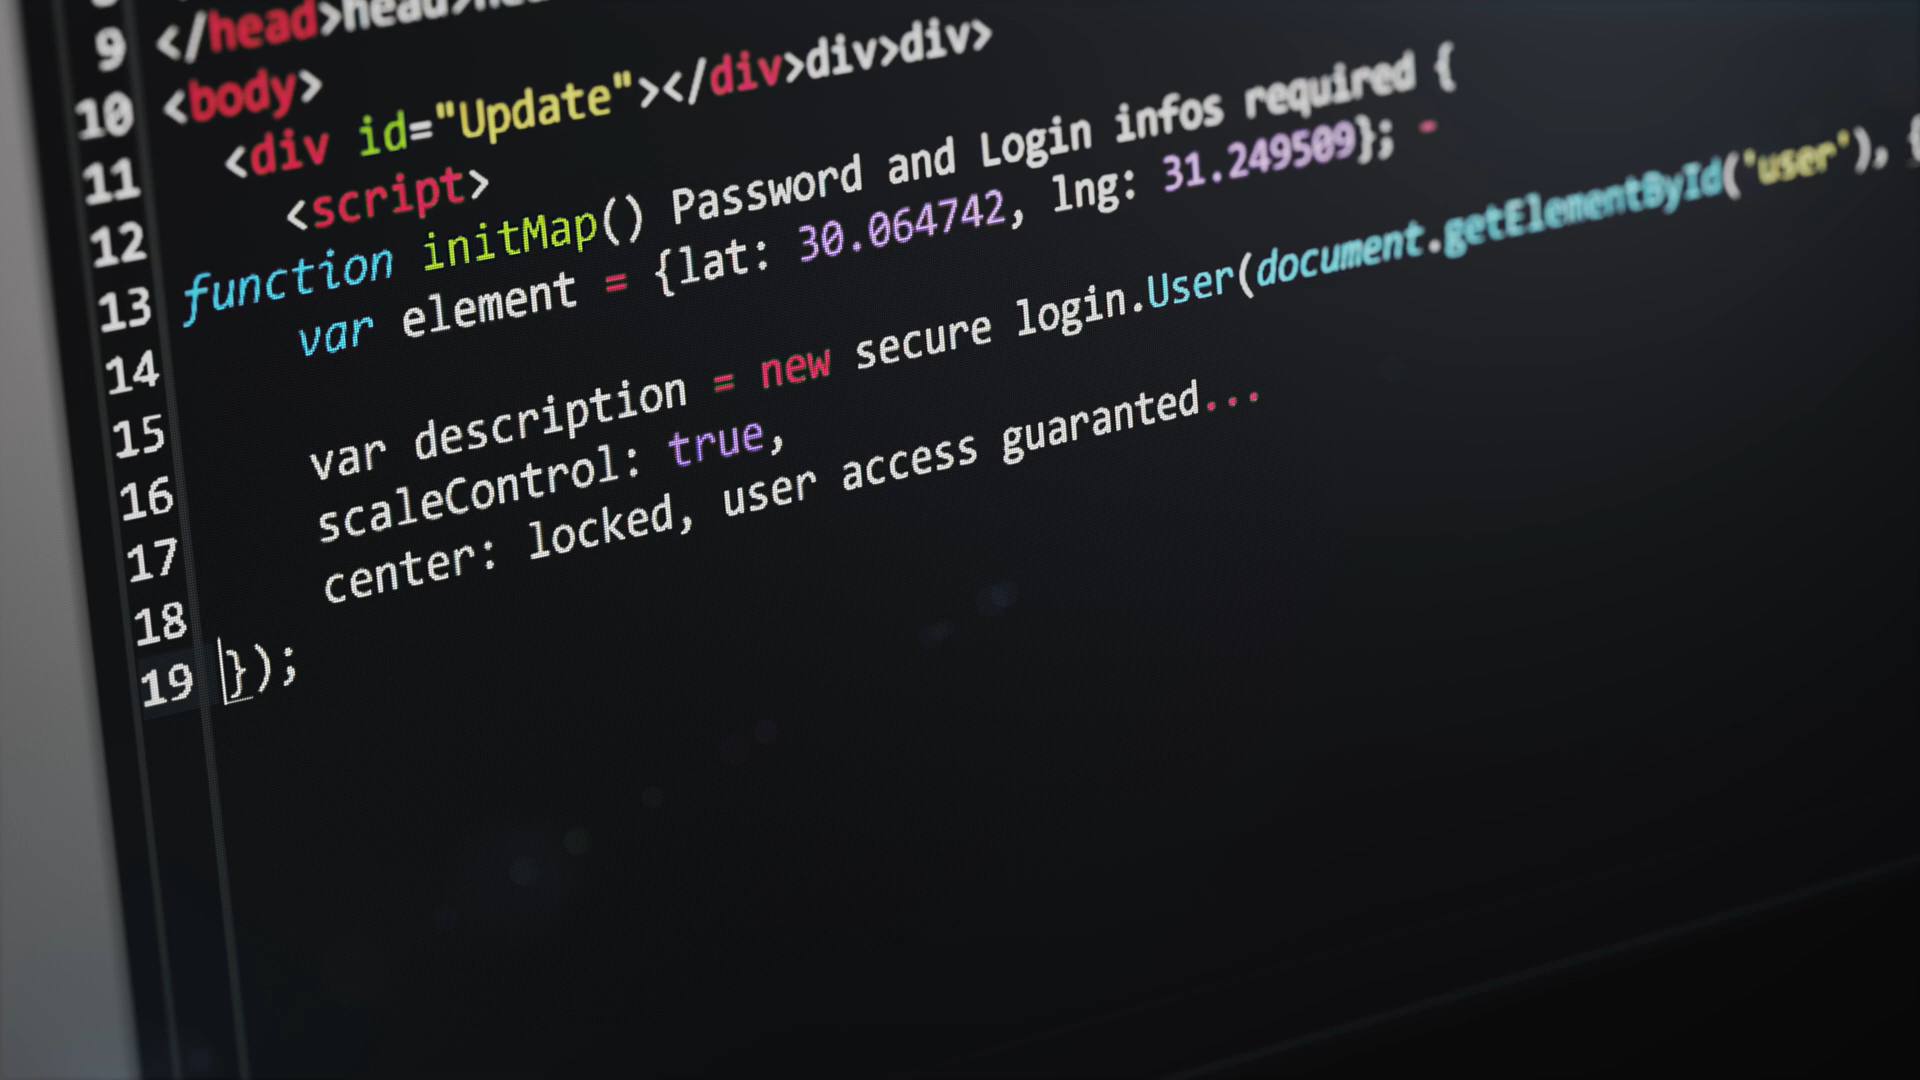 9 </head>head>
10 <body>
11 <div id="Update"></div>div>div>
12 <script>
13 function initMap() Password and Login infos required {
14 var element = {lat: 30.064742, lng: 31.249509}; -
15
16 var description = new secure login.User(document.getElementById('user'), {
17 scaleControl: true,
18 center: locked, user access guaranted...
19 });